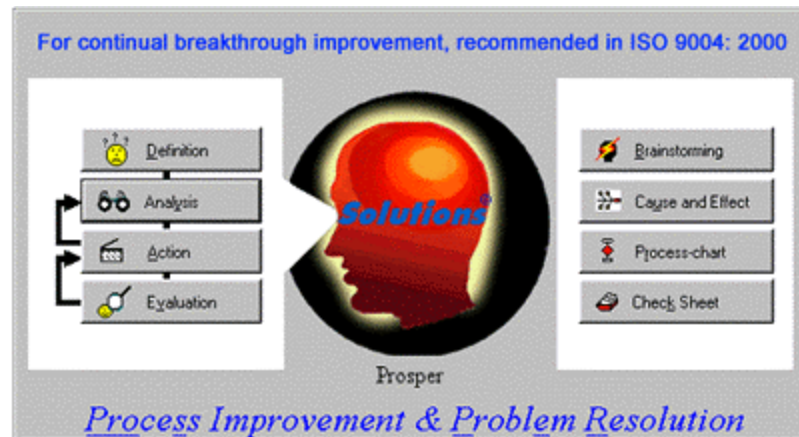 For continual breakthrough improvement, recommended in ISO 9004: 2000
Definition
Analysis
Action
Evaluation
Solutions®
Prosper
Brainstorming
Cause and Effect
Process-chart
Check Sheet
Process Improvement & Problem Resolution